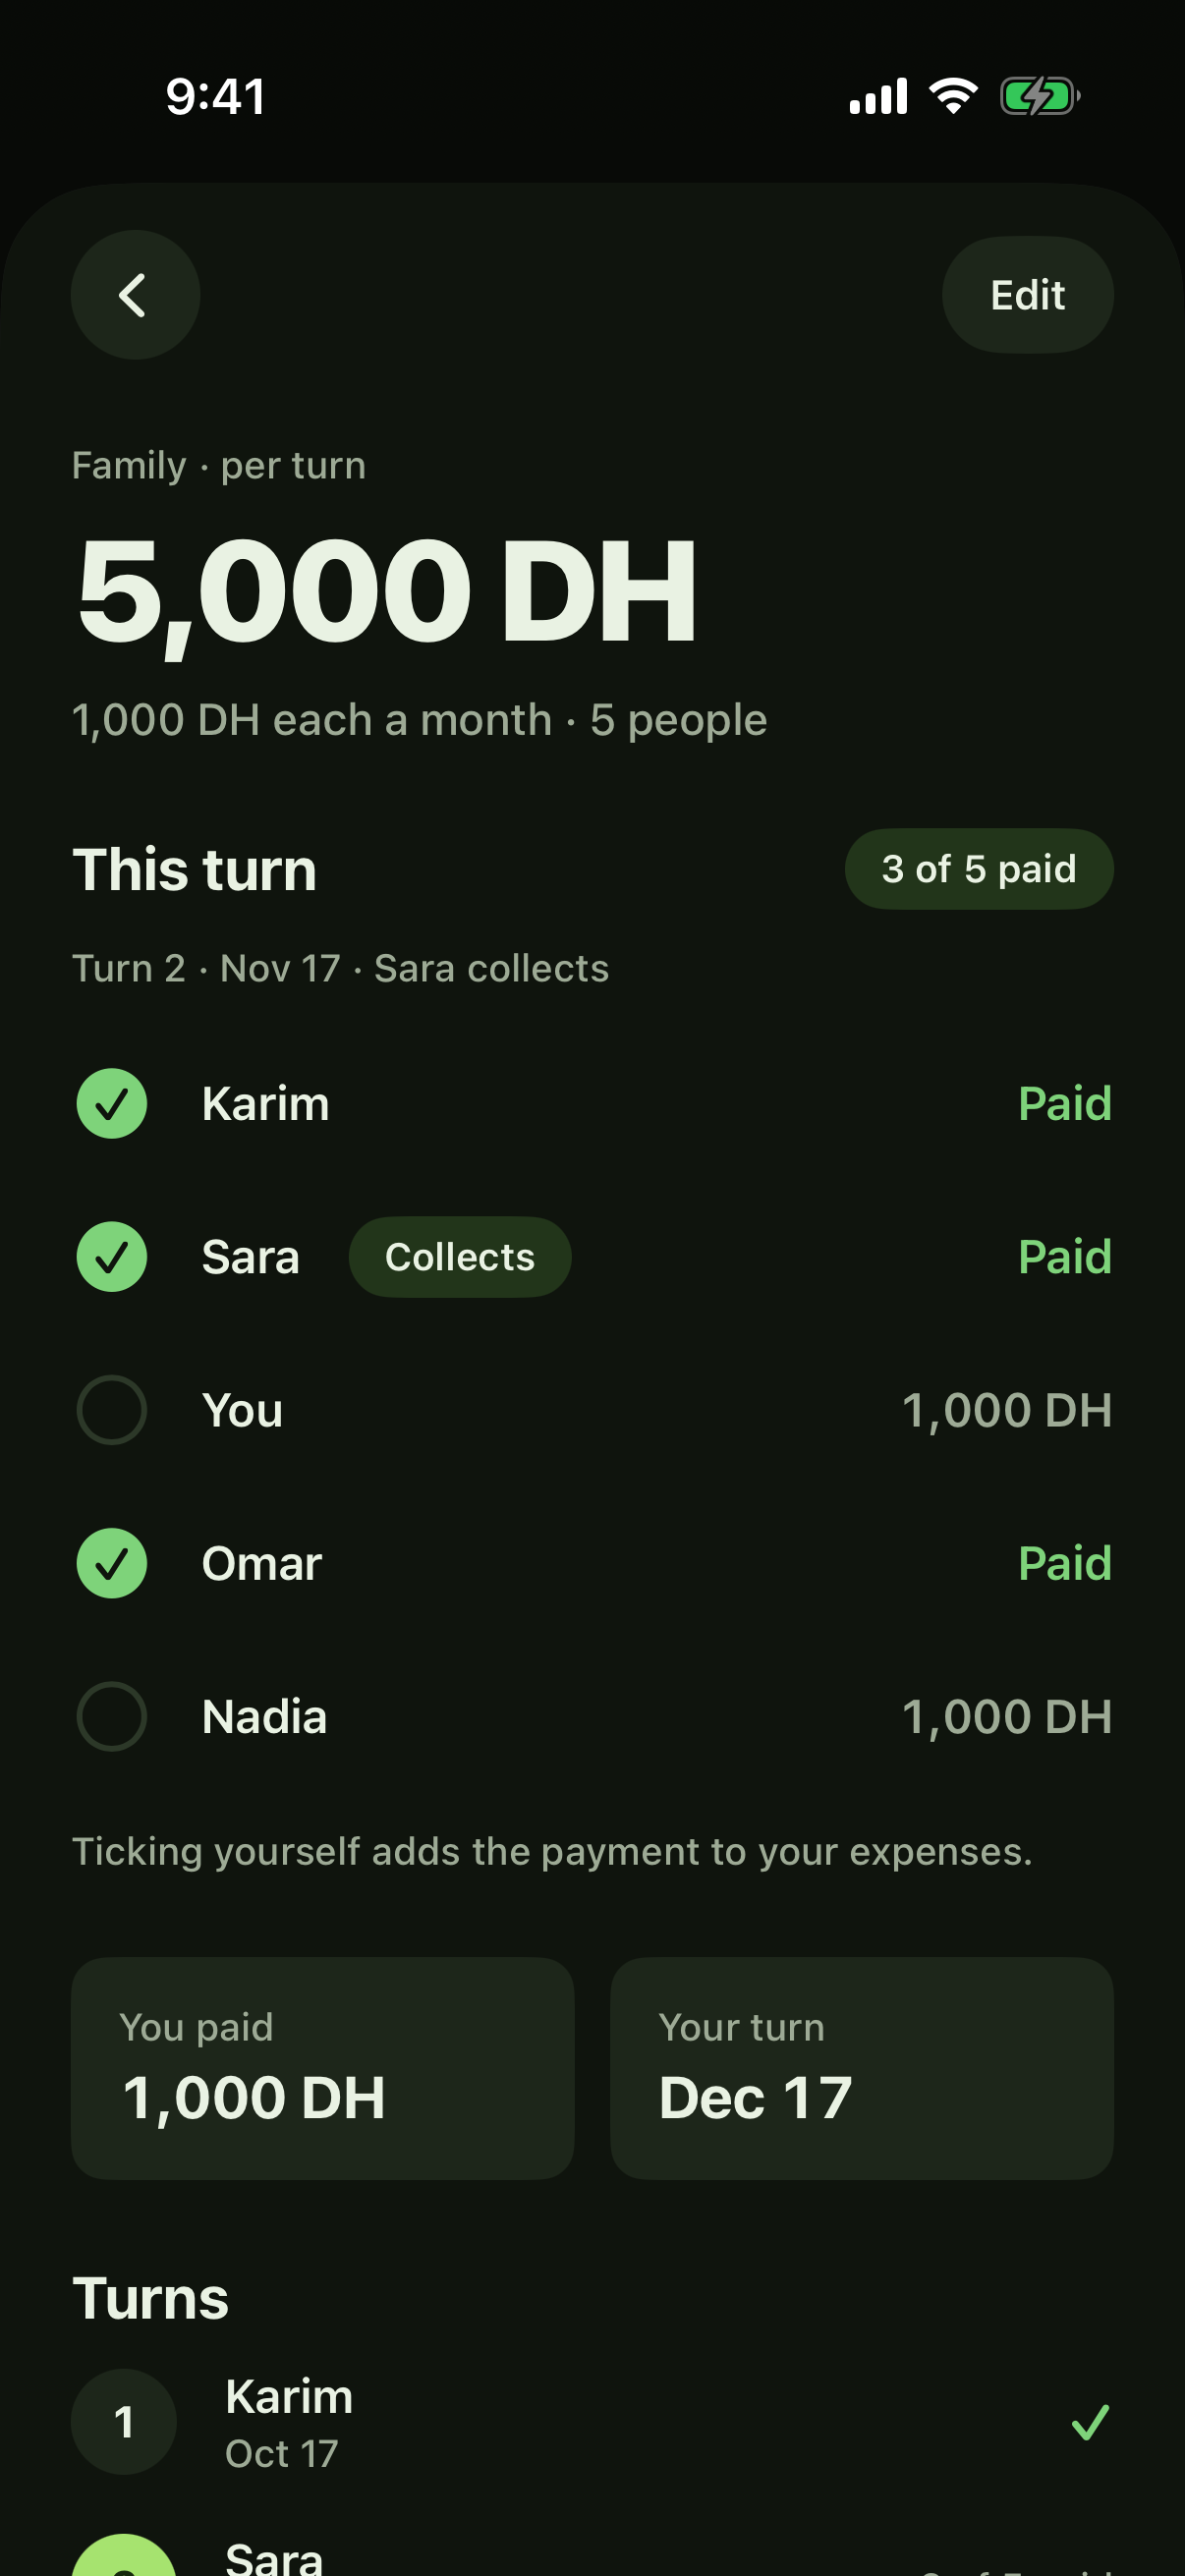 9:41
Edit
Family · per turn
5,000 DH
1,000 DH each a month · 5 people
This turn
3 of 5 paid
Turn 2 · Nov 17 · Sara collects
Karim
Paid
Sara
Collects
Paid
You
1,000 DH
Omar
Paid
Nadia
1,000 DH
Ticking yourself adds the payment to your expenses.
You paid
1,000 DH
Your turn
Dec 17
Turns
1
Karim
Oct 17
Sara